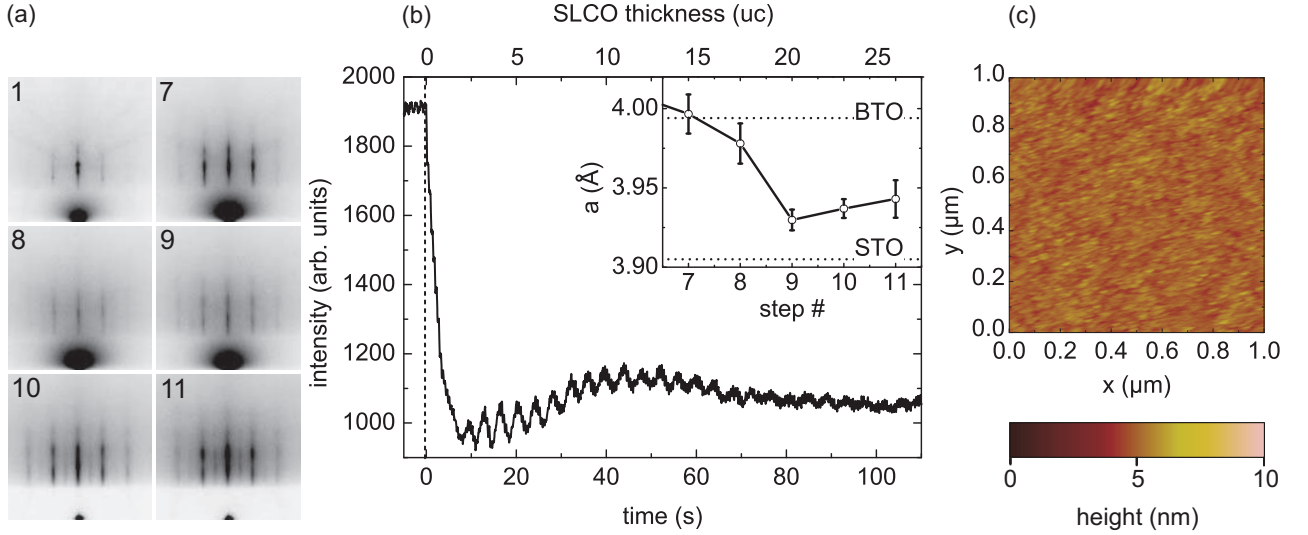 (a)
1
7
8
9
10
11
(b)
SLCO thickness (uc)
0 5 10 15 20 25
2000
1800
1600
1400
1200
1000
intensity (arb. units)
0 20 40 60 80 100
time (s)
4.00
3.95
3.90
a (Å)
BTO
STO
7 8 9 10 11
step #
(c)
1.0
0.8
0.6
0.4
0.2
0.0
y (µm)
0.0 0.2 0.4 0.6 0.8 1.0
x (µm)
0 5 10
height (nm)